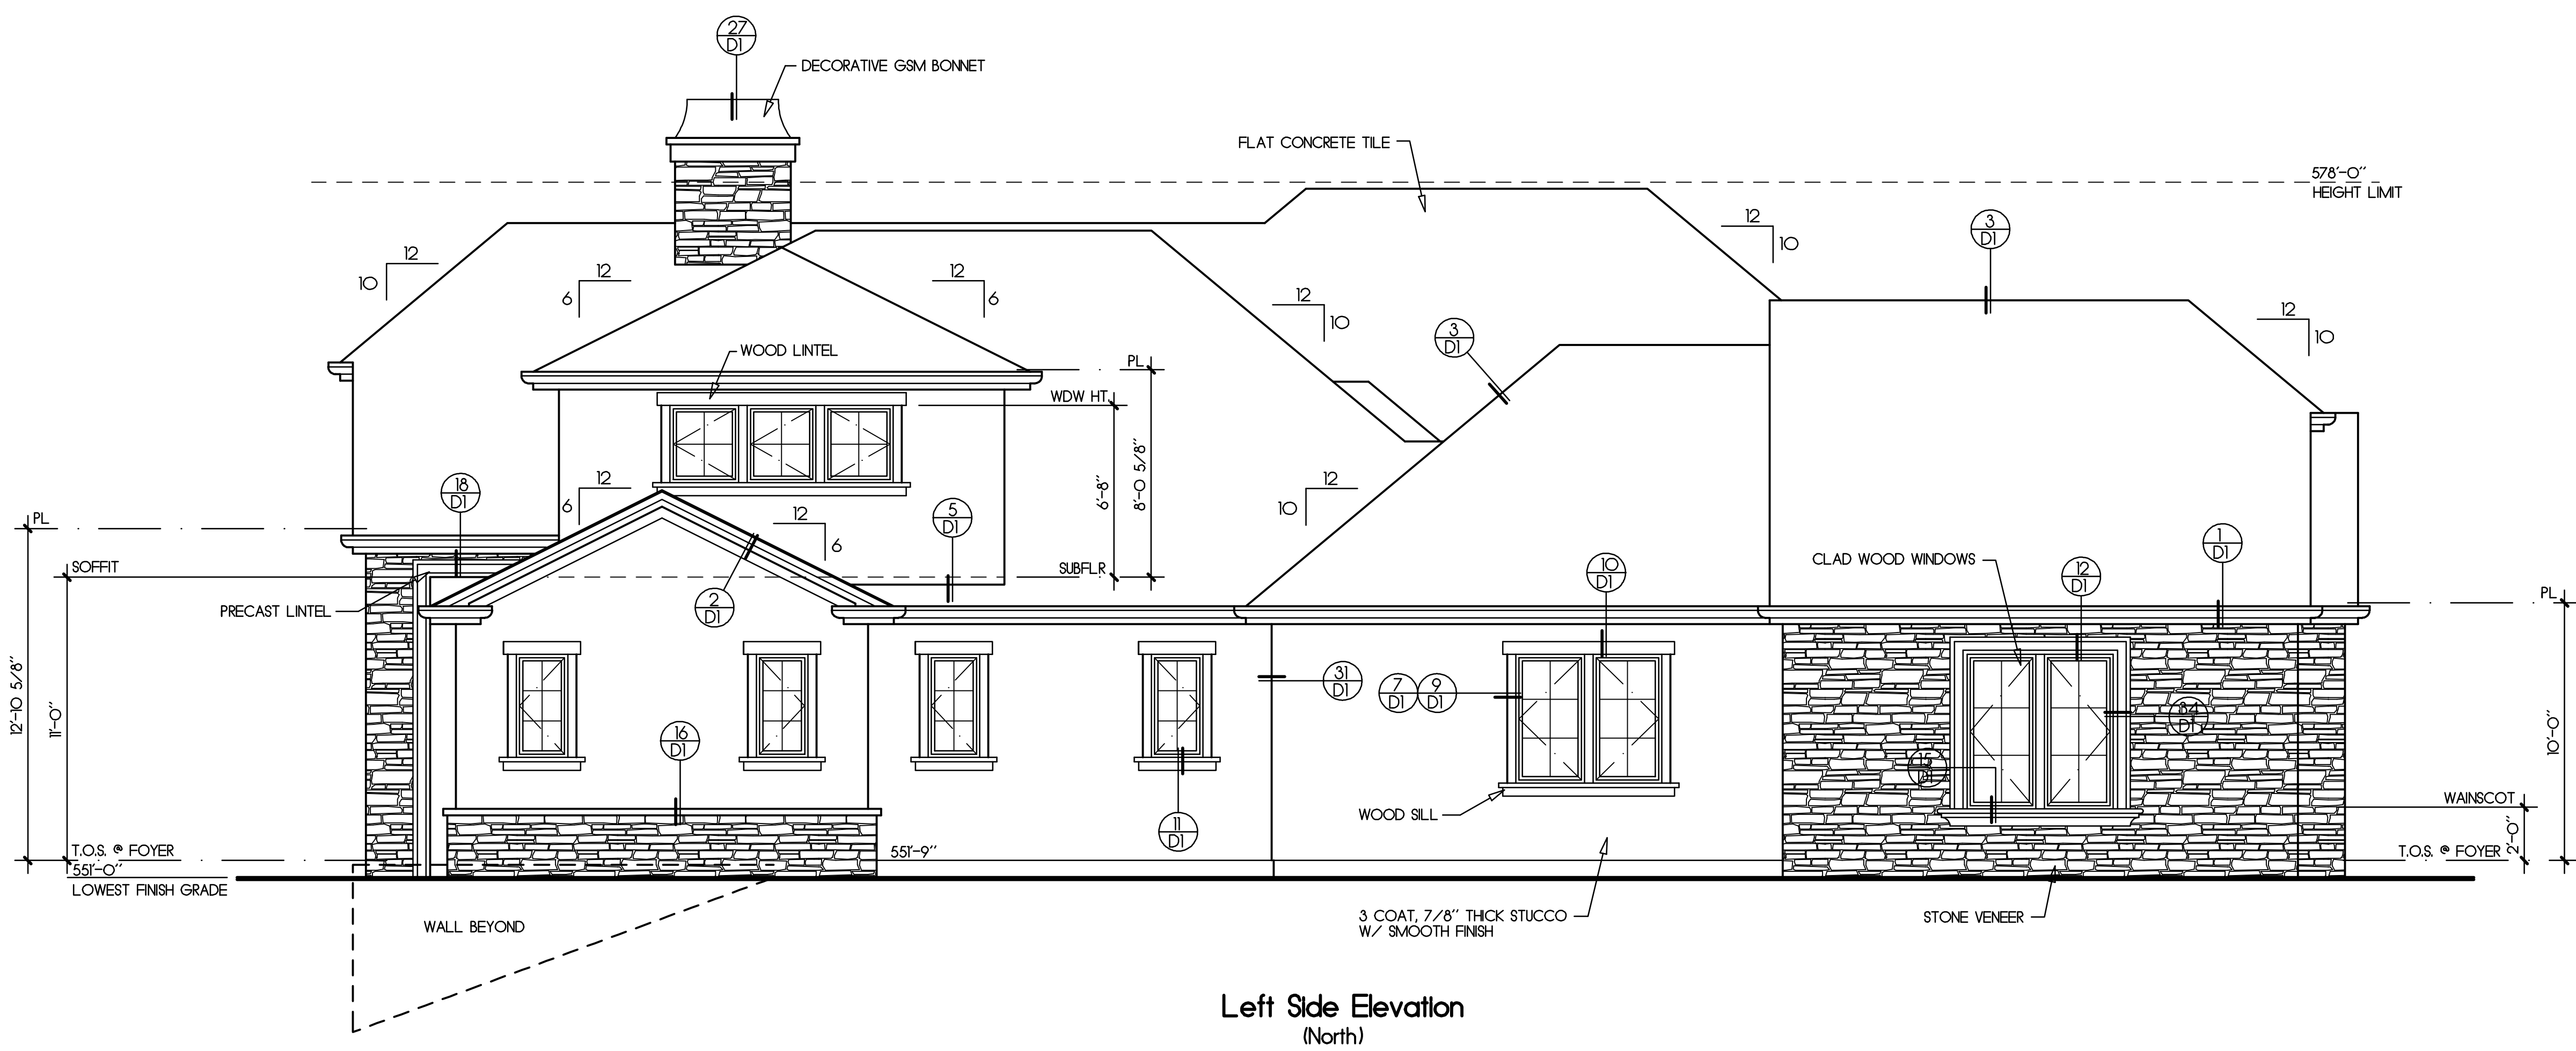 27
D1
DECORATIVE GSM BONNET
FLAT CONCRETE TILE
578'-0"
HEIGHT LIMIT
12
10
3
D1
12
10
12
6
12
6
12
10
12
10
3
D1
WOOD LINTEL
PL
WDW HT.
6'-8"
8'-0 5/8"
SUBFLR
18
D1
12
6
12
6
5
D1
12
10
PL
SOFFIT
PRECAST LINTEL
2
D1
10
D1
CLAD WOOD WINDOWS
12
D1
1
D1
PL
12'-10 5/8"
11'-0"
31
D1
7
D1
9
D1
34
D1
16
D1
15
D1
10'-0"
WOOD SILL
11
D1
WAINSCOT
2'-0"
T.O.S. @ FOYER
551'-0"
LOWEST FINISH GRADE
551'-9"
T.O.S. @ FOYER
WALL BEYOND
3 COAT, 7/8" THICK STUCCO
W/ SMOOTH FINISH
STONE VENEER
Left Side Elevation
(North)